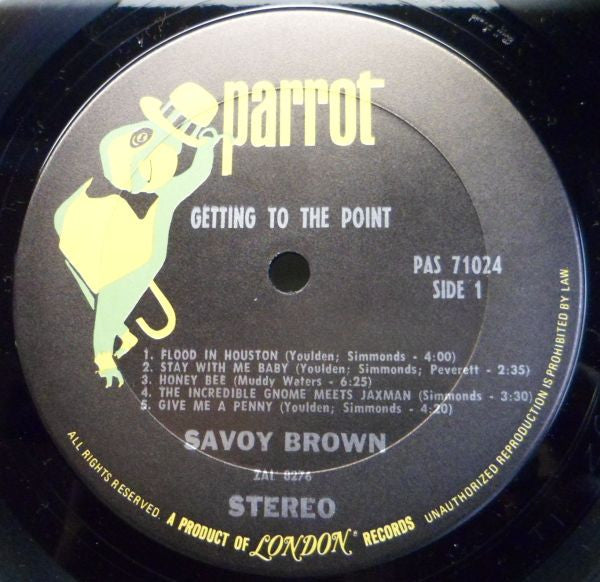 parrot
GETTING TO THE POINT
PAS 71024
SIDE 1
1. FLOOD IN HOUSTON (Youlden; Simmonds - 4:00)
2. STAY WITH ME BABY (Youlden; Simmonds; Peverett - 2:35)
3. HONEY BEE (Muddy Waters - 6:25)
4. THE INCREDIBLE GNOME MEETS JAXMAN (Simmonds - 3:30)
5. GIVE ME A PENNY (Youlden; Simmonds - 4:20)
SAVOY BROWN
ZAL 8276
STEREO
ALL RIGHTS RESERVED. A PRODUCT OF LONDON® RECORDS UNAUTHORIZED REPRODUCTION IS PROHIBITED BY LAW.